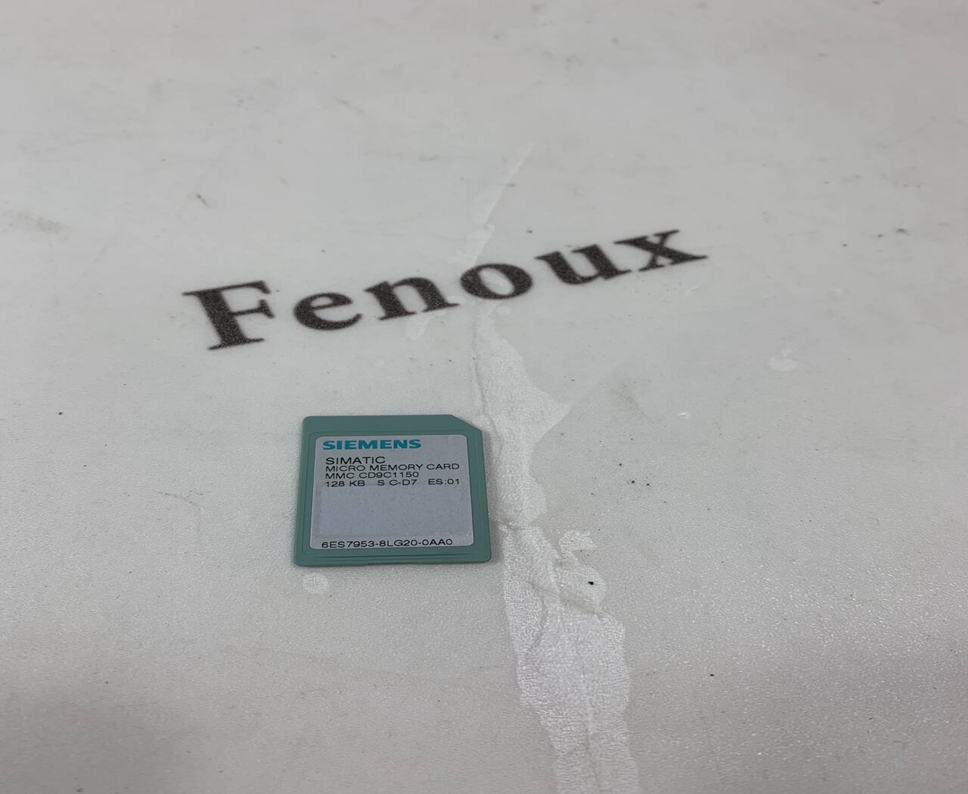 Fenoux
SIEMENS
SIMATIC
MICRO MEMORY CARD
MMC CD9C1150
128 KB S C-D7 ES:01
6ES7953-8LG20-0AA0